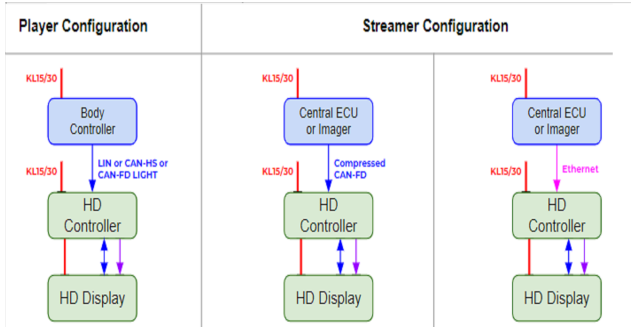 Player Configuration
Streamer Configuration
KL15/30
Body
Controller
LIN or CAN-HS or
CAN-FD LIGHT
KL15/30
HD
Controller
HD Display
KL15/30
Central ECU
or Imager
Compressed
CAN-FD
KL15/30
HD
Controller
HD Display
KL15/30
Central ECU
or Imager
Ethernet
KL15/30
HD
Controller
HD Display